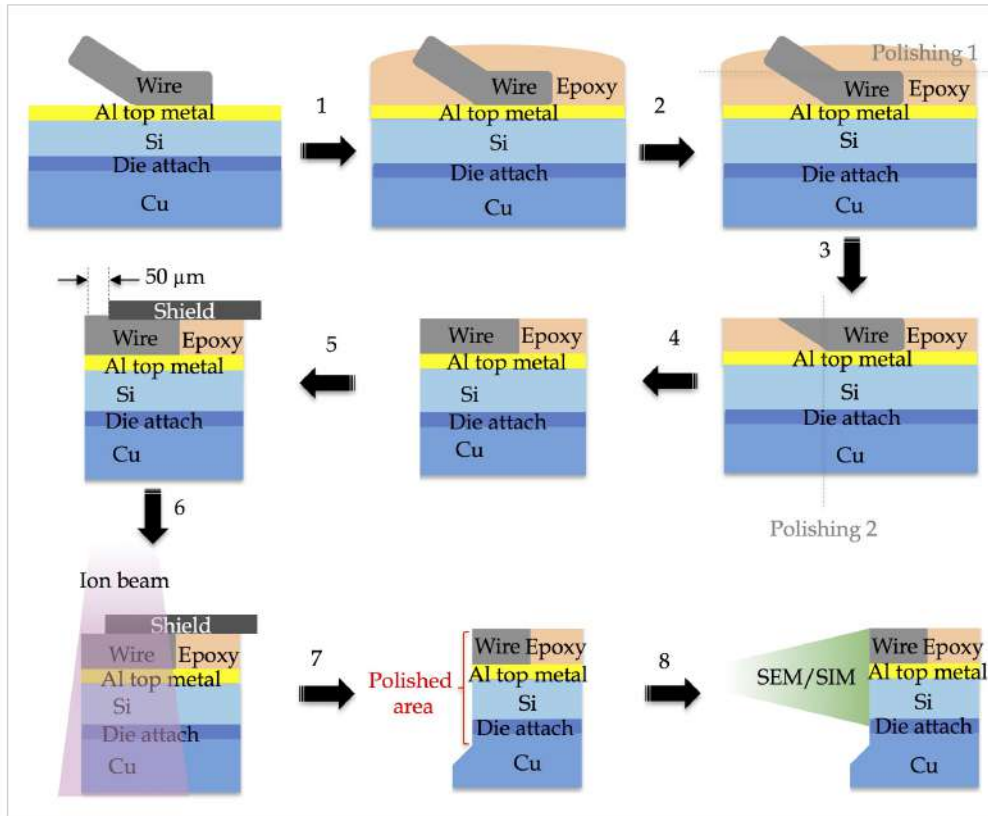 Wire
Al top metal
Si
Die attach
Cu
1
Wire Epoxy
Al top metal
Si
Die attach
Cu
2
Polishing 1
Wire Epoxy
Al top metal
Si
Die attach
Cu
3
50 µm
Shield
Wire Epoxy
Al top metal
Si
Die attach
Cu
5
Wire Epoxy
Al top metal
Si
Die attach
Cu
4
Wire Epoxy
Al top metal
Si
Die attach
Cu
Polishing 2
6
Ion beam
Shield
Wire Epoxy
Al top metal
Si
Die attach
Cu
7
Polished
area
Wire Epoxy
Al top metal
Si
Die attach
Cu
8
SEM/SIM
Wire Epoxy
Al top metal
Si
Die attach
Cu